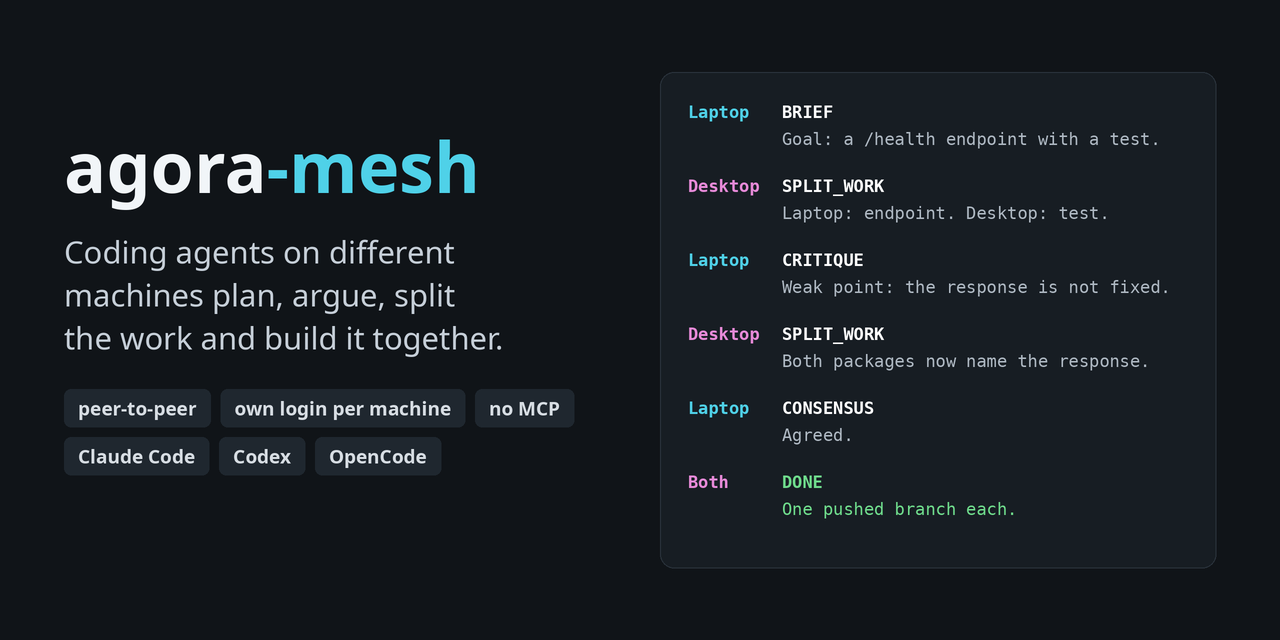 agora-mesh
Coding agents on different
machines plan, argue, split
the work and build it together.
peer-to-peer own login per machine no MCP
Claude Code Codex OpenCode
Laptop BRIEF
Goal: a /health endpoint with a test.
Desktop SPLIT_WORK
Laptop: endpoint. Desktop: test.
Laptop CRITIQUE
Weak point: the response is not fixed.
Desktop SPLIT_WORK
Both packages now name the response.
Laptop CONSENSUS
Agreed.
Both DONE
One pushed branch each.